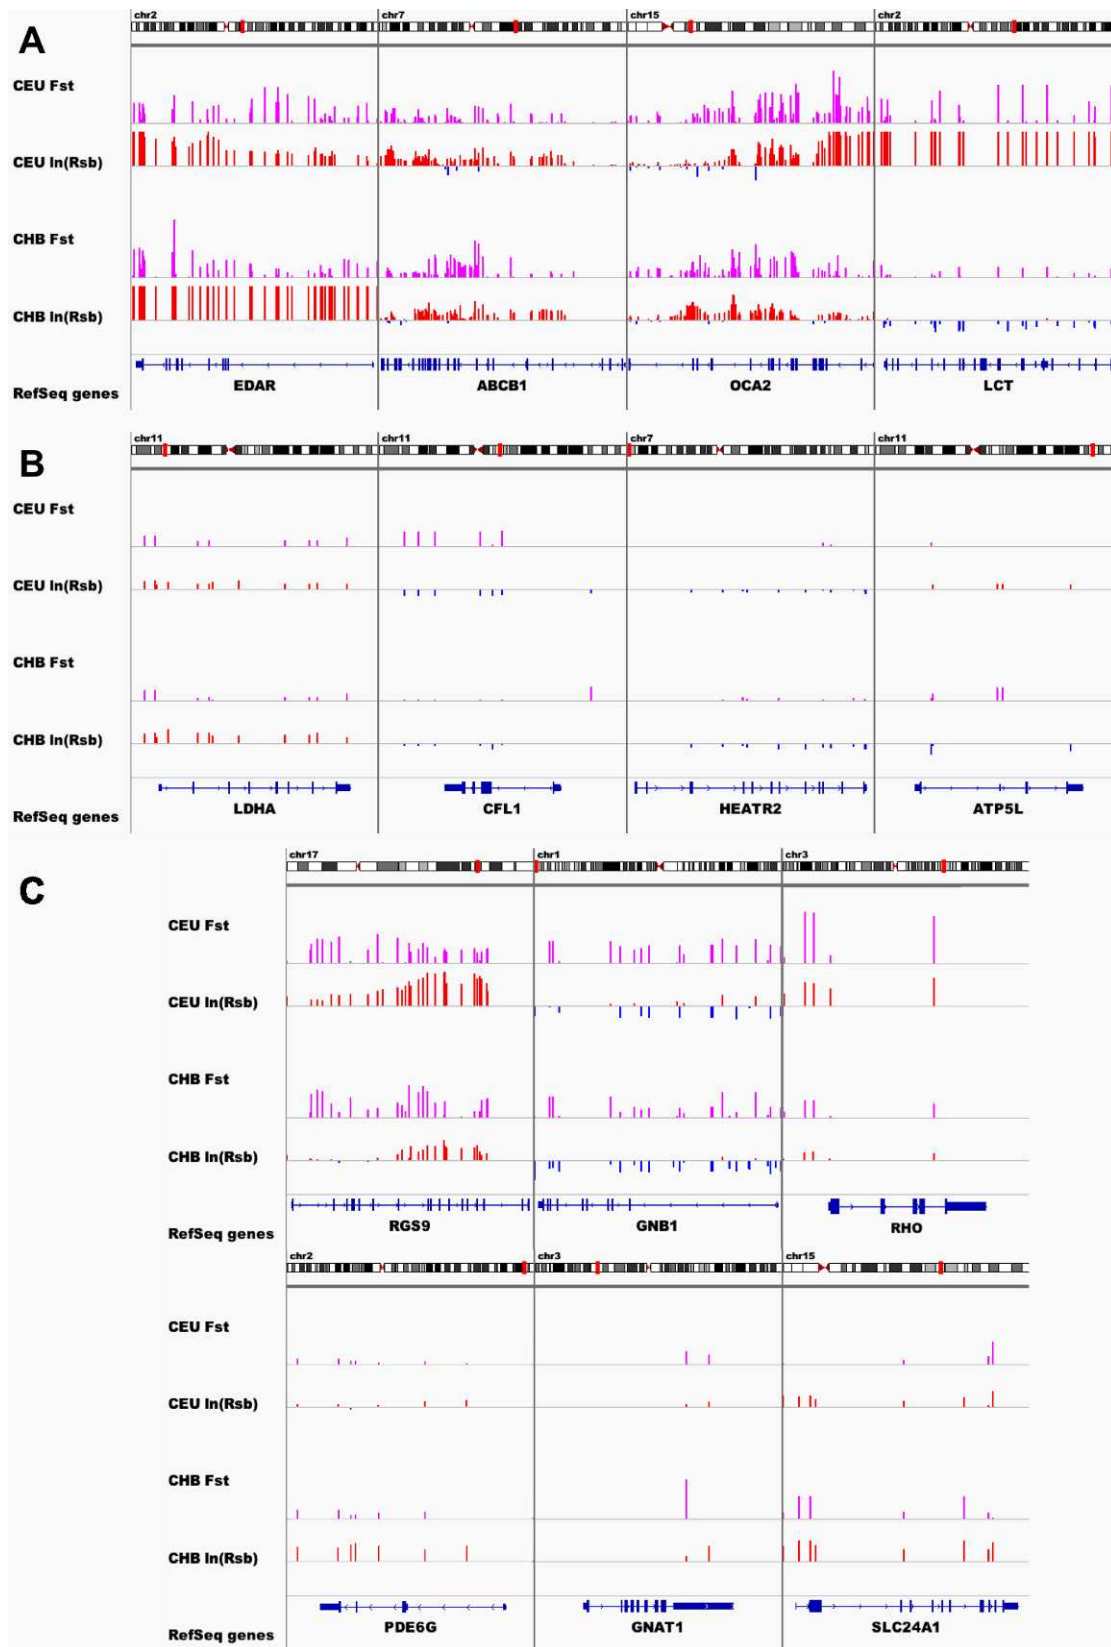 A
chr2 chr7 chr15 chr2
CEU Fst
CEU ln(Rsb)
CHB Fst
CHB ln(Rsb)
RefSeq genes
EDAR ABCB1 OCA2 LCT
B
chr11 chr11 chr7 chr11
CEU Fst
CEU ln(Rsb)
CHB Fst
CHB ln(Rsb)
RefSeq genes
LDHA CFL1 HEATR2 ATP5L
C
chr17 chr1 chr3
CEU Fst
CEU ln(Rsb)
CHB Fst
CHB ln(Rsb)
RefSeq genes
RGS9 GNB1 RHO
chr2 chr3 chr15
CEU Fst
CEU ln(Rsb)
CHB Fst
CHB ln(Rsb)
RefSeq genes
PDE6G GNAT1 SLC24A1